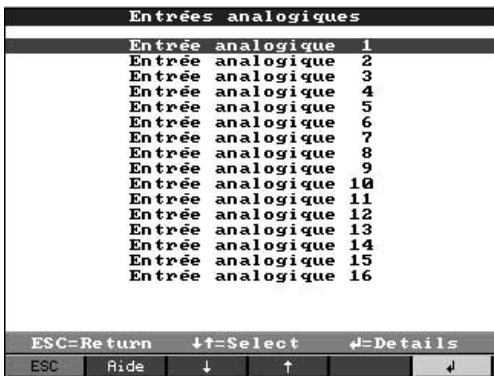 Entrées analogiques
Entrée analogique 1
Entrée analogique 2
Entrée analogique 3
Entrée analogique 4
Entrée analogique 5
Entrée analogique 6
Entrée analogique 7
Entrée analogique 8
Entrée analogique 9
Entrée analogique 10
Entrée analogique 11
Entrée analogique 12
Entrée analogique 13
Entrée analogique 14
Entrée analogique 15
Entrée analogique 16
ESC=Return ↓↑=Select ↲=Details
ESC Aide ↓ ↑ ↲